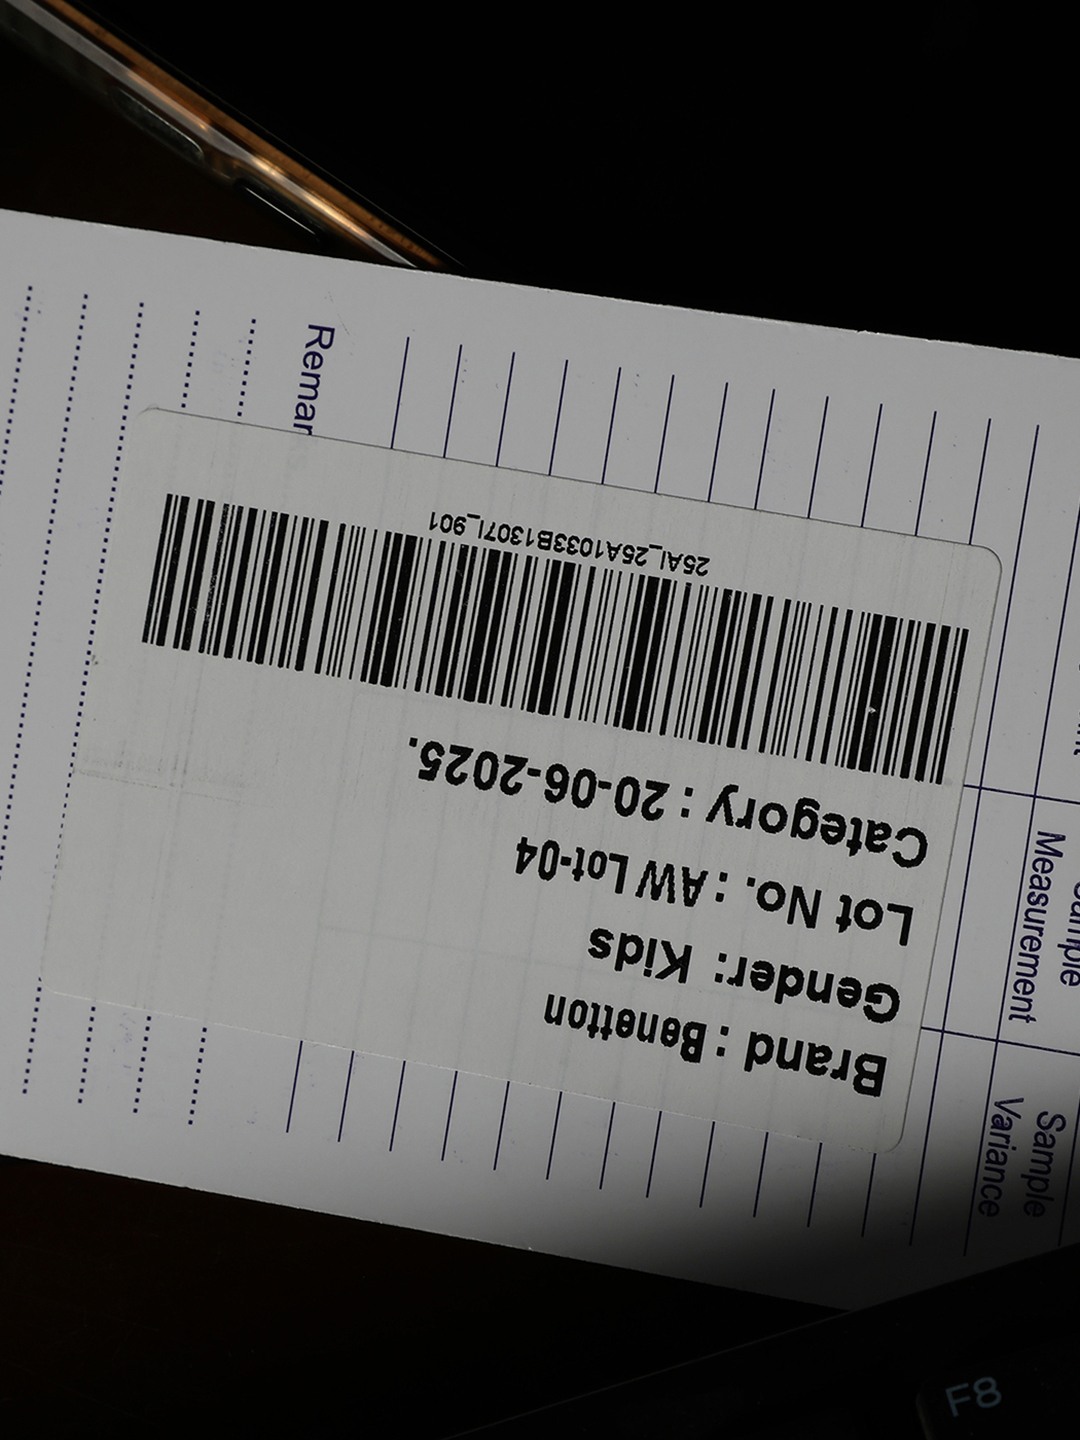 Brand : Benetton
Gender: Kids
Lot No. : AW Lot-04
Category : 20-06-2025.
25AI_25A1033B1307I_901
Remar
Sample
Measurement
Sample
Variance
F8